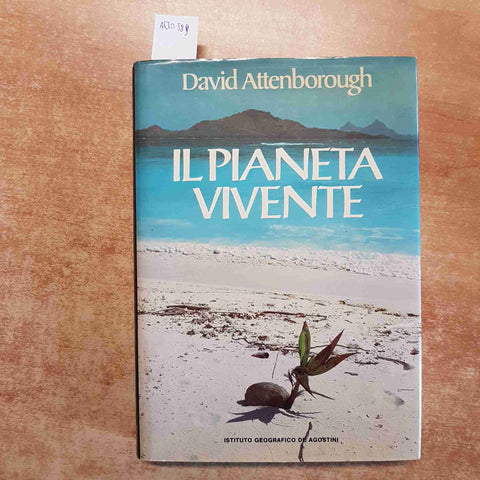 David Attenborough
IL PIANETA
VIVENTE
ISTITUTO GEOGRAFICO DE AGOSTINI